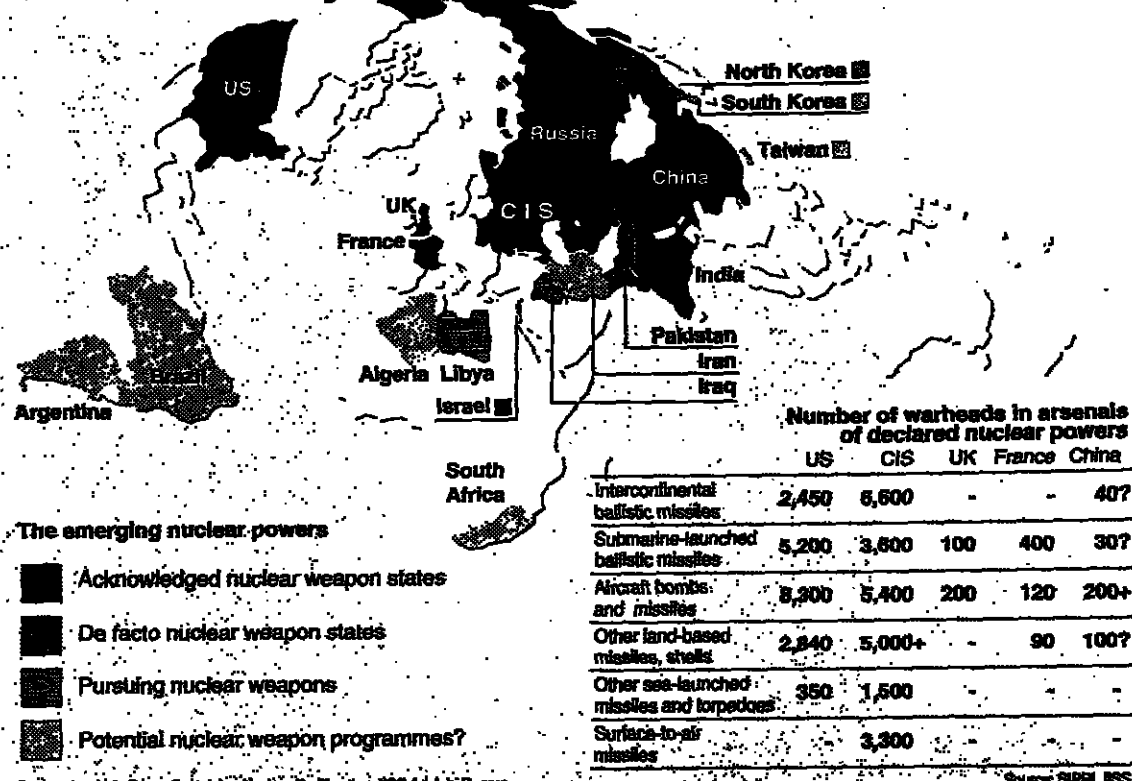 US
North Korea
South Korea
Russia
Taiwan
China
UK
CIS
France
India
Pakistan
Algeria Libya
Iran
Brazil
Iraq
Argentina
Israel
South
Africa
Number of warheads in arsenals
of declared nuclear powers
US CIS UK France China
Intercontinental
ballistic missiles 2,450 6,600 - - 40?
Submarine-launched
ballistic missiles 5,200 3,600 100 400 30?
Aircraft bombs
and missiles 5,400 200 120 200+
Other land-based
missiles, shells 2,840 5,000+ - 90 100?
Other sea-launched
missiles and torpedoes 350 1,500 - - -
Surface-to-air
missiles - 3,300 - - -
The emerging nuclear powers
Acknowledged nuclear weapon states
De facto nuclear weapon states
Pursuing nuclear weapons
Potential nuclear weapon programmes?